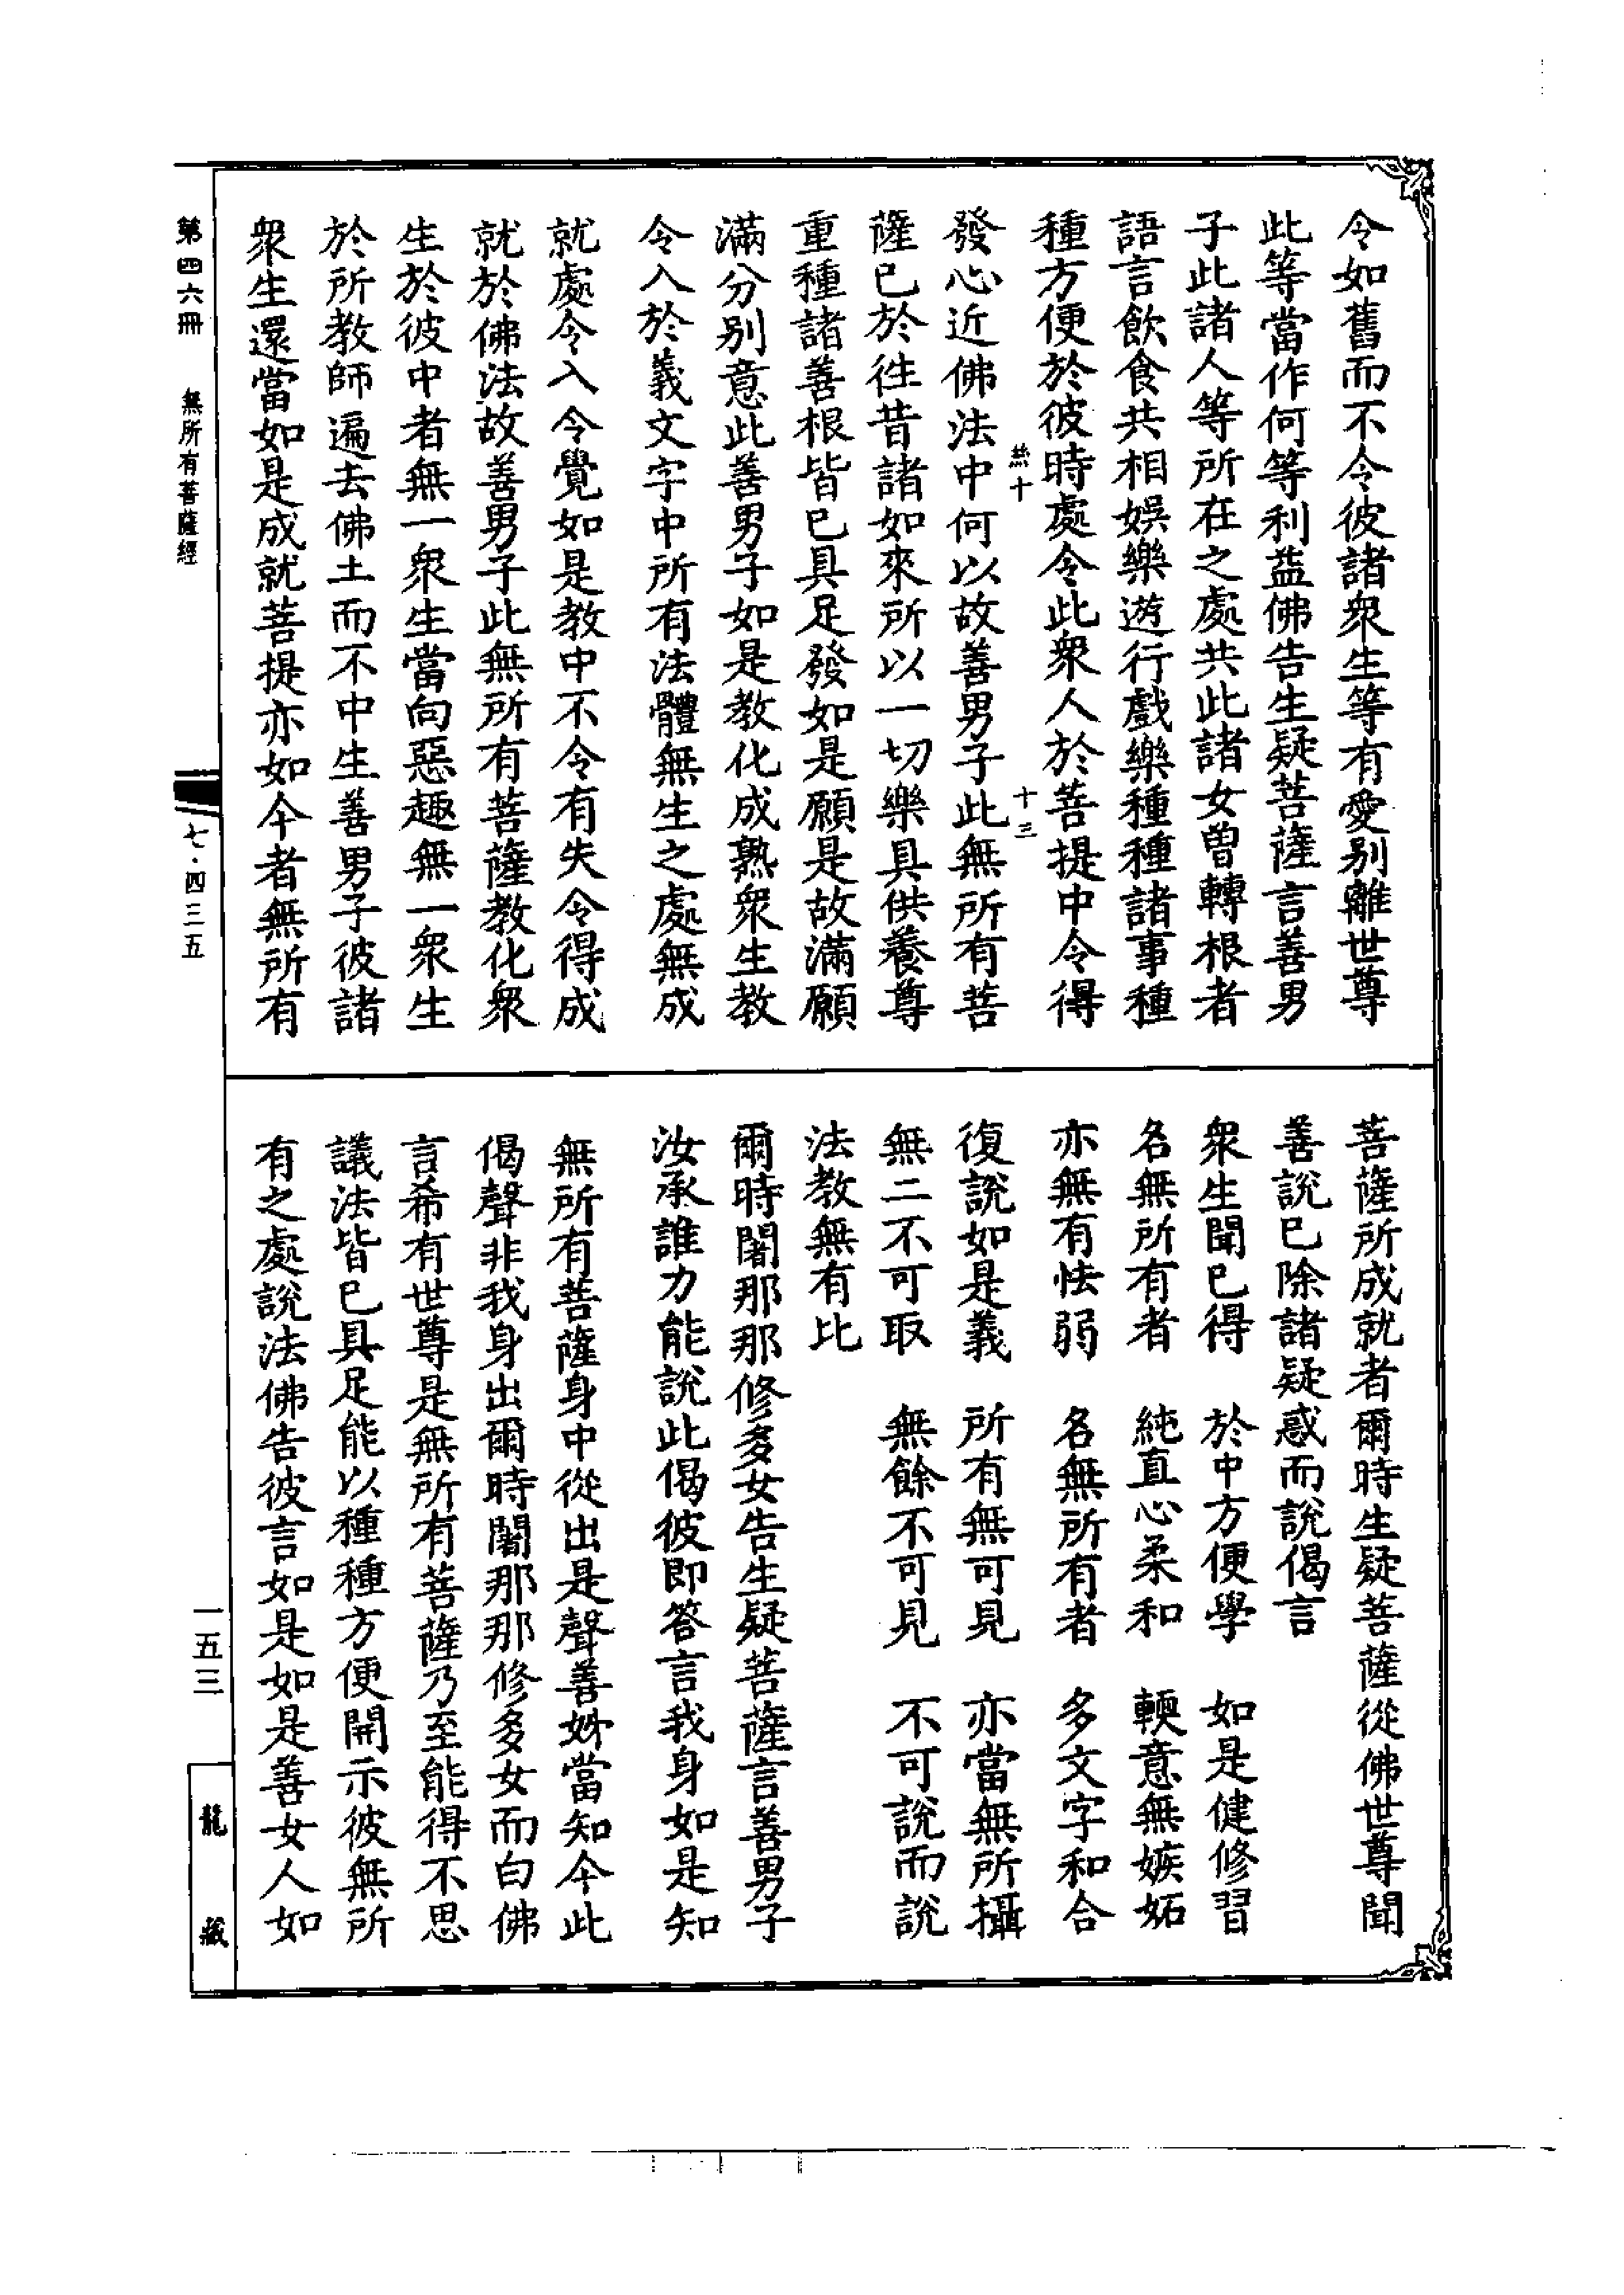 令如舊而不令彼諸衆生等有愛别離世尊
此等當作何等利益佛告生疑菩薩言善男
子此諸人等所在之處共此諸女曽轉根者
語言飲食共相娛樂遊行戲樂種種諸事種
種方便於彼時處令此衆人於菩提中令得
絲十
十三
發心近佛法中何以故善男子此無所有菩
薩已於徃昔諸如來所以一切樂具供養尊
重種諸善根皆已具足發如是願是故滿願
滿分别意此善男子如是教化成熟衆生教
令入於義文字中所有法體無生之處無成
就處令入令覺如是教中不令有失令得成
就於佛法故善男子此無所有菩薩教化衆
生於彼中者無一衆生當向惡趣無一衆生
於所教師遍去佛土而不中生善男子彼諸
衆生還當如是成就菩提亦如今者無所有
菩薩所成就者爾時生疑菩薩從佛世尊聞
善說已除諸疑惑而說偈言
衆生聞已得　於中方便學　如是健修習
名無所有者　純直心柔和　輭意無嫉妬
亦無有怯弱　名無所有者　多文字和合
復說如是義　所有無可見　亦當無所攝
無二不可取　無餘不可見　不可說而說
法教無有比
爾時闍那那修多女告生疑菩薩言善男子
汝承誰力能說此偈彼即答言我身如是知
無所有菩薩身中從出是聲善妙當知今此
偈聲非我身出爾時闍那那修多女而白佛
言希有世尊是無所有菩薩乃至能得不思
議法皆已具足能以種種方便開示彼無所
有之處說法佛告彼言如是如是善女人如
第四六冊　無所有菩薩經
七·四三五
一五三
龍藏